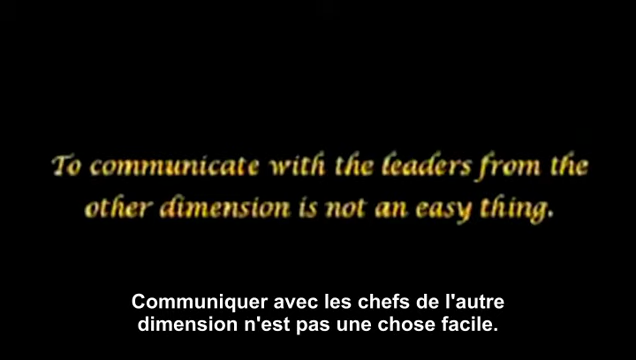 To communicate with the leaders from the
other dimension is not an easy thing.
Communiquer avec les chefs de l'autre
dimension n'est pas une chose facile.